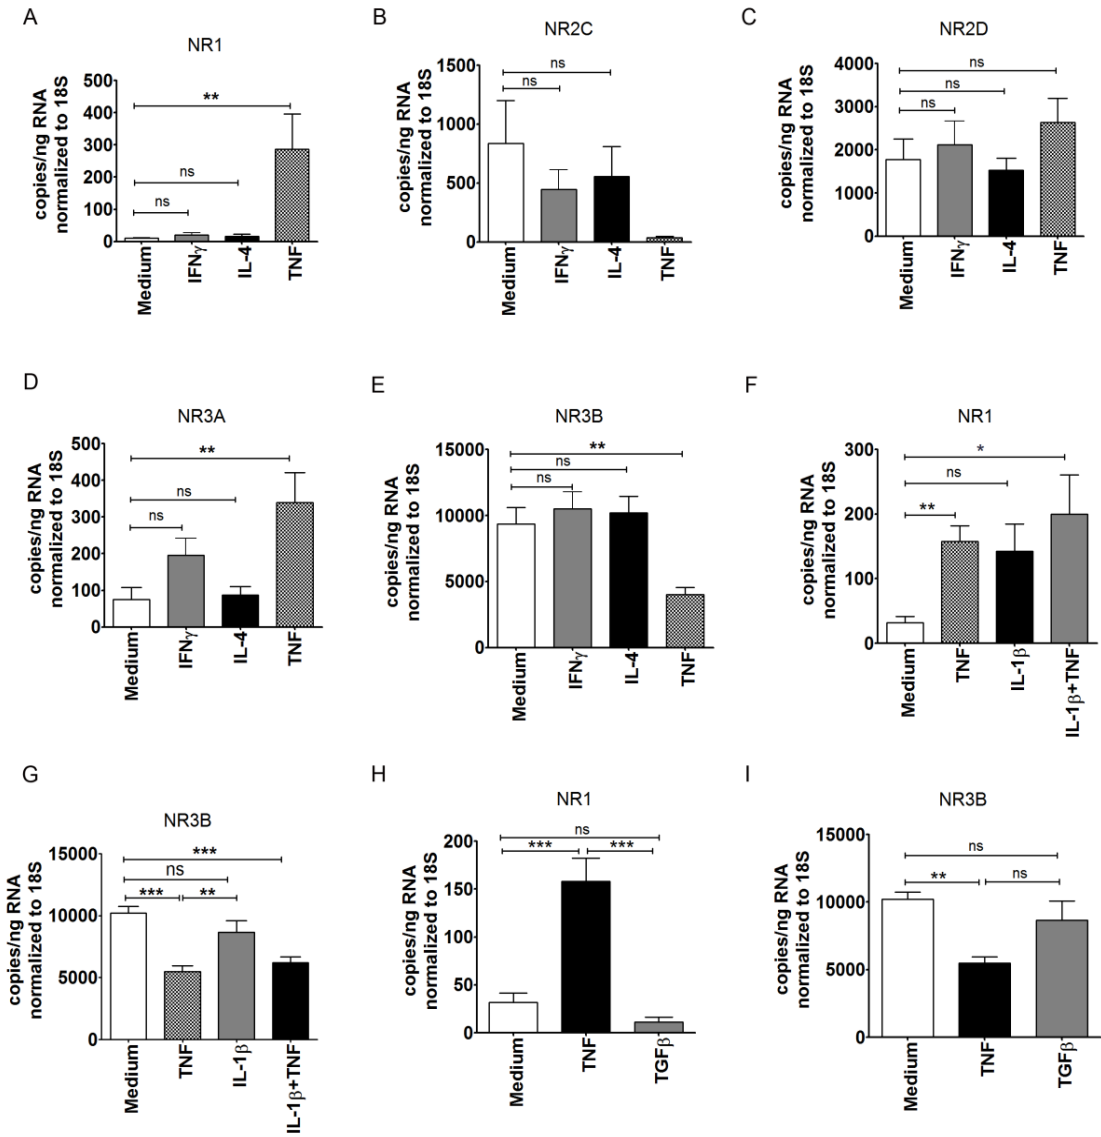 A
NR1
copies/ng RNA
normalized to 18S
500
400
300
200
100
0
**
ns
ns
Medium
IFNγ
IL-4
TNF
B
NR2C
copies/ng RNA
normalized to 18S
1500
1000
500
0
ns
ns
Medium
IFNγ
IL-4
TNF
C
NR2D
copies/ng RNA
normalized to 18S
4000
3000
2000
1000
0
ns
ns
ns
Medium
IFNγ
IL-4
TNF
D
NR3A
copies/ng RNA
normalized to 18S
500
400
300
200
100
0
**
ns
ns
Medium
IFNγ
IL-4
TNF
E
NR3B
copies/ng RNA
normalized to 18S
15000
10000
5000
0
**
ns
ns
Medium
IFNγ
IL-4
TNF
F
NR1
copies/ng RNA
normalized to 18S
300
200
100
0
*
ns
**
Medium
TNF
IL-1β
IL-1β+TNF
G
NR3B
copies/ng RNA
normalized to 18S
15000
10000
5000
0
***
ns
*** **
Medium
TNF
IL-1β
IL-1β+TNF
H
NR1
copies/ng RNA
normalized to 18S
200
150
100
50
0
ns
*** ***
Medium
TNF
TGFβ
I
NR3B
copies/ng RNA
normalized to 18S
15000
10000
5000
0
ns
** ns
Medium
TNF
TGFβ